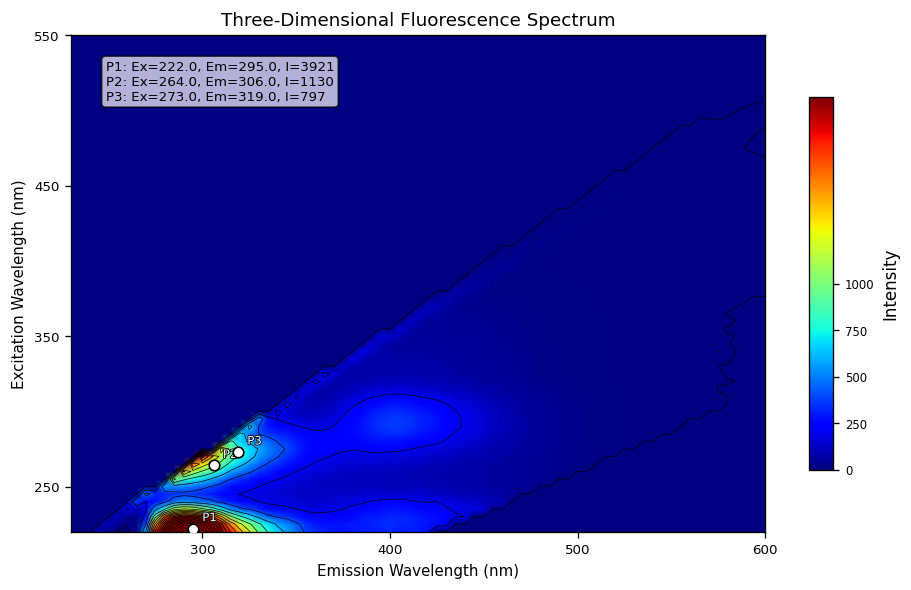 Three-Dimensional Fluorescence Spectrum
550
P1: Ex=222.0, Em=295.0, I=3921
P2: Ex=264.0, Em=306.0, I=1130
P3: Ex=273.0, Em=319.0, I=797
450
350
250
Excitation Wavelength (nm)
P3
P2
P1
300
400
500
600
Emission Wavelength (nm)
1000
750
500
250
0
Intensity